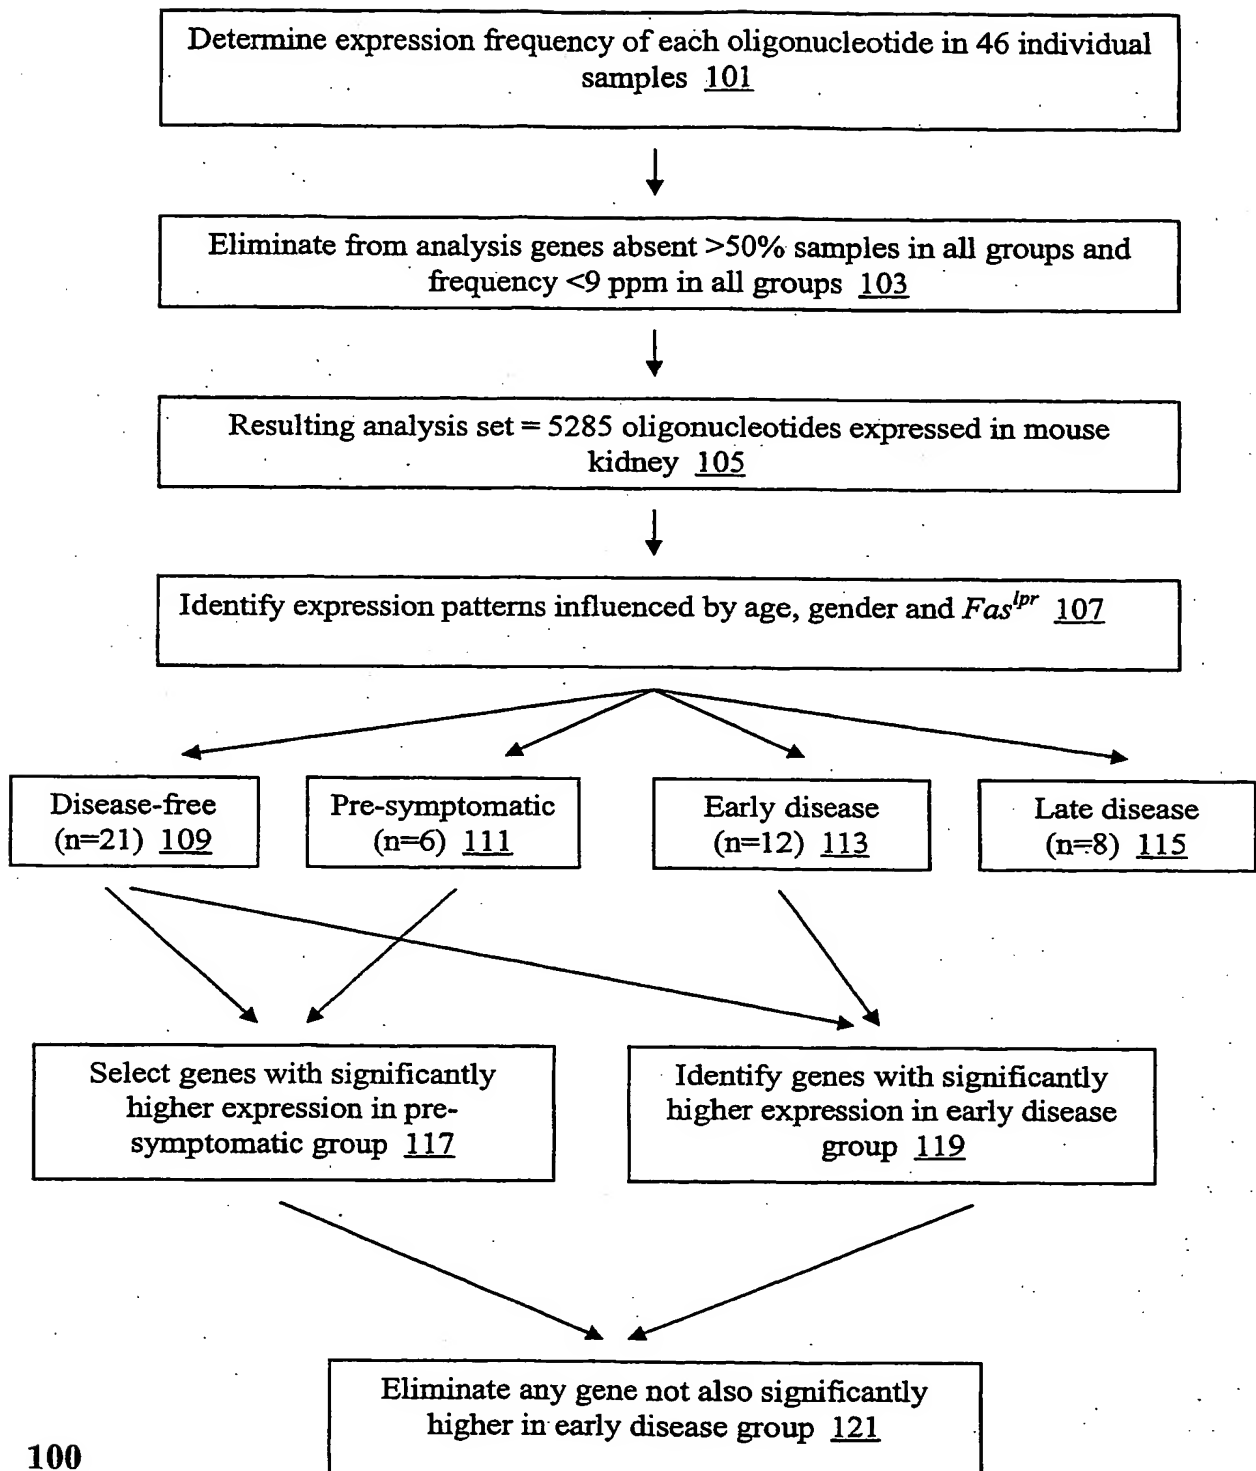 Determine expression frequency of each oligonucleotide in 46 individual
samples 101
Eliminate from analysis genes absent >50% samples in all groups and
frequency <9 ppm in all groups 103
Resulting analysis set = 5285 oligonucleotides expressed in mouse
kidney 105
Identify expression patterns influenced by age, gender and Fas^lpr 107
Disease-free
(n=21) 109
Pre-symptomatic
(n=6) 111
Early disease
(n=12) 113
Late disease
(n=8) 115
Select genes with significantly
higher expression in pre-
symptomatic group 117
Identify genes with significantly
higher expression in early disease
group 119
Eliminate any gene not also significantly
higher in early disease group 121
100